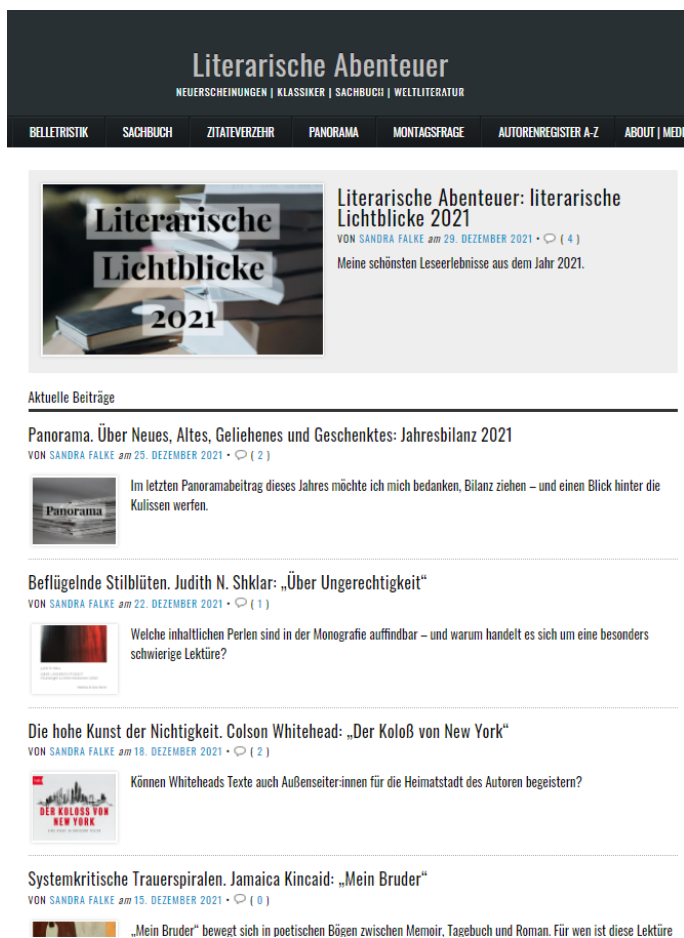 Literarische Abenteuer
NEUERSCHEINUNGEN | KLASSIKER | SACHBUCH | WELTLITERATUR
BELLETRISTIK SACHBUCH ZITATEVERZEHR PANORAMA MONTAGSFRAGE AUTORENREGISTER A-Z ABOUT | MEDI
Literarische
Lichtblicke
2021
Literarische Abenteuer: literarische
Lichtblicke 2021
VON SANDRA FALKE am 29. DEZEMBER 2021 • ( 4 )
Meine schönsten Leseerlebnisse aus dem Jahr 2021.
Aktuelle Beiträge
Panorama. Über Neues, Altes, Geliehenes und Geschenktes: Jahresbilanz 2021
VON SANDRA FALKE am 25. DEZEMBER 2021 • ( 2 )
Panorama
Im letzten Panoramabeitrag dieses Jahres möchte ich mich bedanken, Bilanz ziehen – und einen Blick hinter die
Kulissen werfen.
Beflügelnde Stilblüten. Judith N. Shklar: „Über Ungerechtigkeit“
VON SANDRA FALKE am 22. DEZEMBER 2021 • ( 1 )
Welche inhaltlichen Perlen sind in der Monografie auffindbar – und warum handelt es sich um eine besonders
schwierige Lektüre?
Die hohe Kunst der Nichtigkeit. Colson Whitehead: „Der Koloß von New York“
VON SANDRA FALKE am 18. DEZEMBER 2021 • ( 2 )
DER KOLOSS VON
NEW YORK
Können Whiteheads Texte auch Außenseiter:innen für die Heimatstadt des Autoren begeistern?
Systemkritische Trauerspiralen. Jamaica Kincaid: „Mein Bruder“
VON SANDRA FALKE am 15. DEZEMBER 2021 • ( 0 )
„Mein Bruder“ bewegt sich in poetischen Bögen zwischen Memoir, Tagebuch und Roman. Für wen ist diese Lektüre